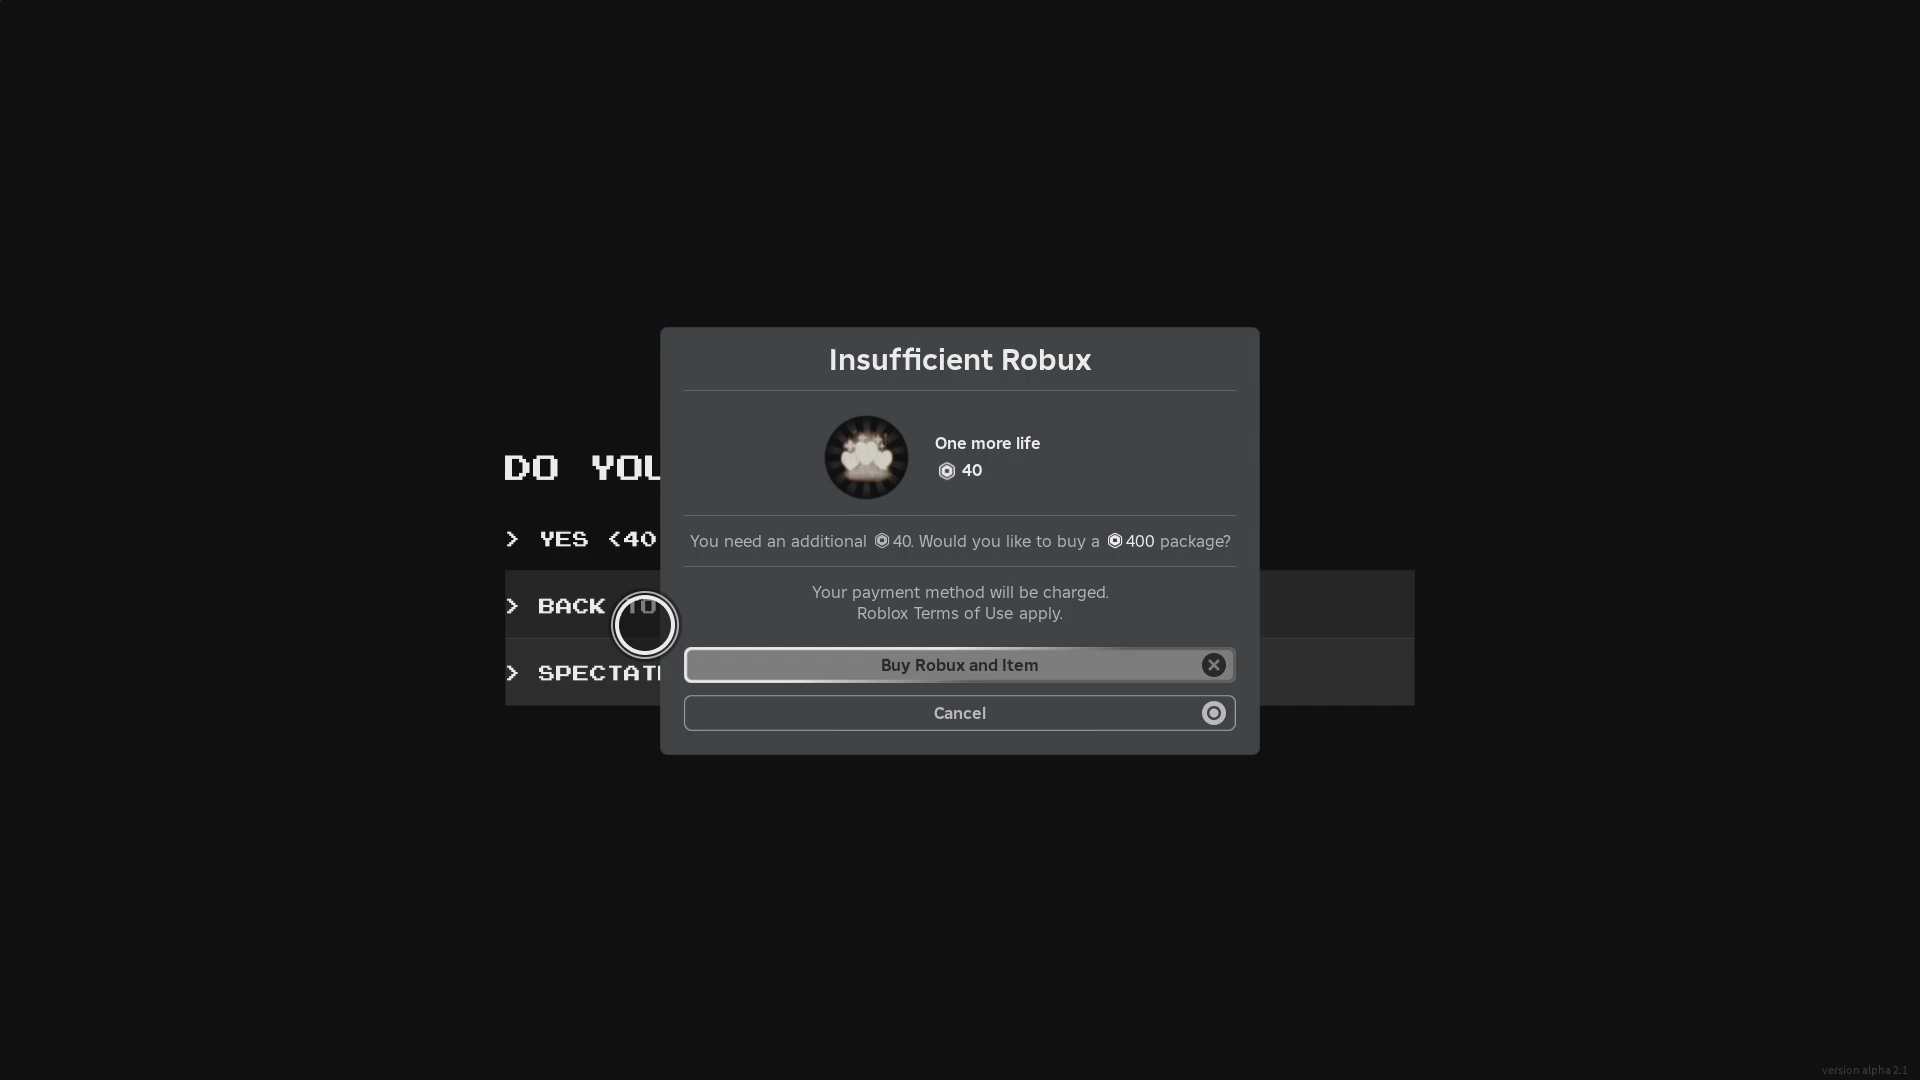 Insufficient Robux
One more life
40
DO YOU
> YES <40
You need an additional 40. Would you like to buy a 400 package?
> BACK TO
Your payment method will be charged.
Roblox Terms of Use apply.
Buy Robux and Item
> SPECTATE
Cancel
version alpha 2.1